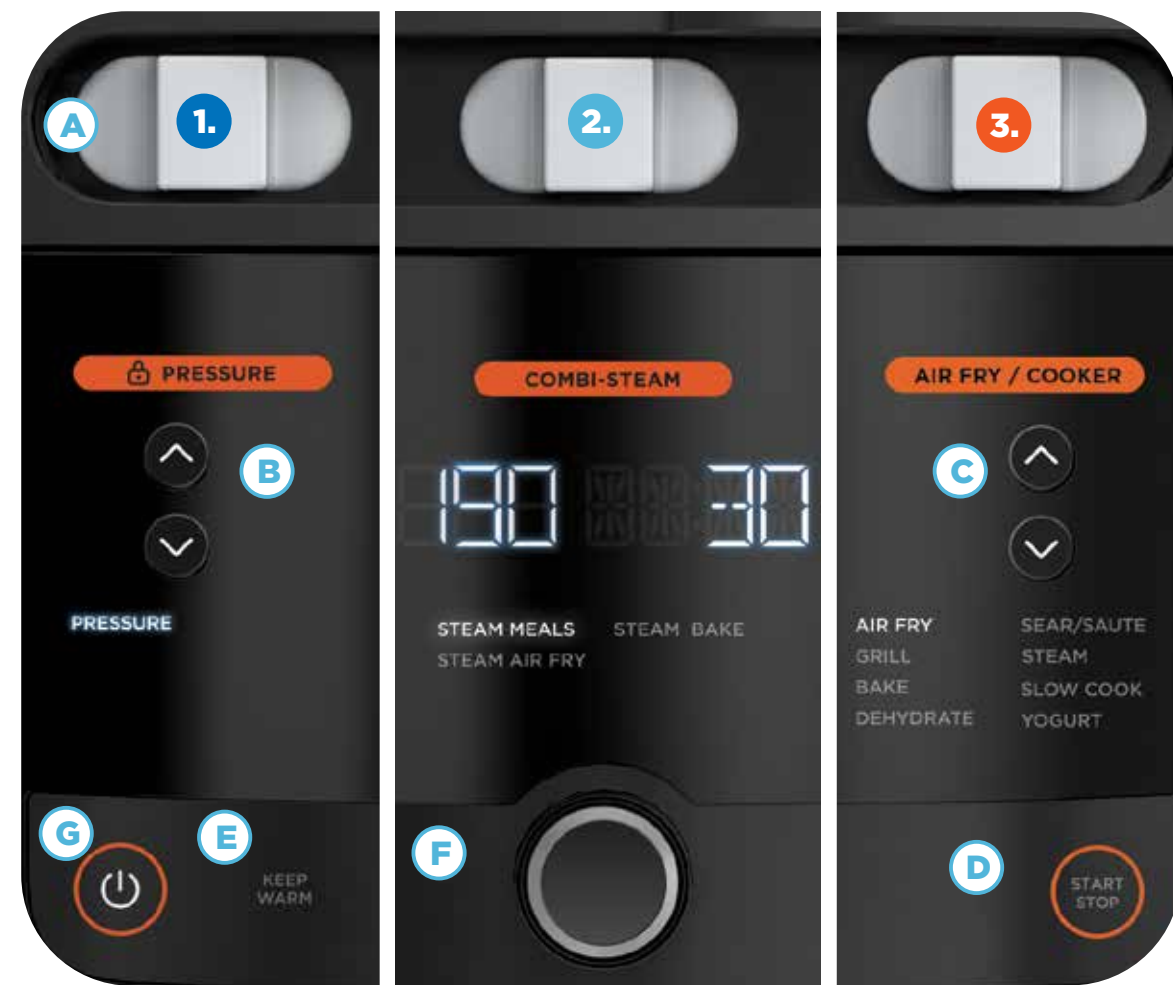 A
1.
PRESSURE
B
PRESSURE
G
E
KEEP
WARM
2.
COMBI-STEAM
190 30
STEAM MEALS STEAM BAKE
STEAM AIR FRY
F
3.
AIR FRY / COOKER
C
AIR FRY SEAR/SAUTE
GRILL STEAM
BAKE SLOW COOK
DEHYDRATE YOGURT
D
START
STOP